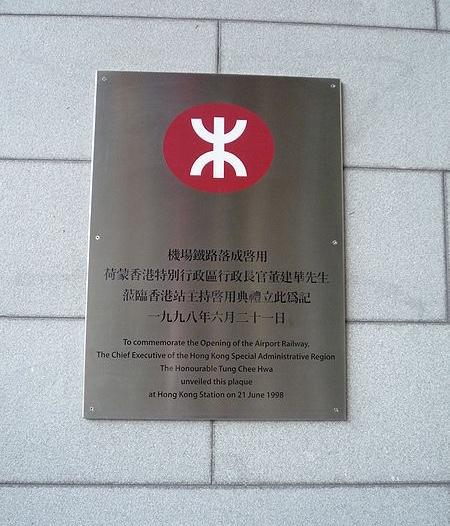 機場鐵路落成啓用
荷蒙香港特別行政區行政長官董建華先生
蒞臨香港站主持啓用典禮立此爲記
一九九八年六月二十一日
To commemorate the Opening of the Airport Railway,
The Chief Executive of the Hong Kong Special Administrative Region
The Honourable Tung Chee Hwa
unveiled this plaque
at Hong Kong Station on 21 June 1998